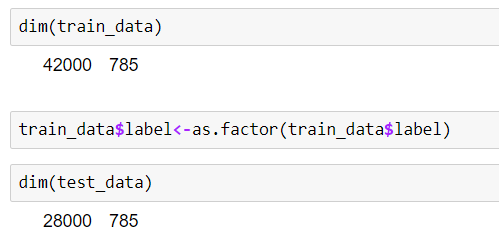 dim(train_data)
42000 785
train_data$label<-as.factor(train_data$label)
dim(test_data)
28000 785